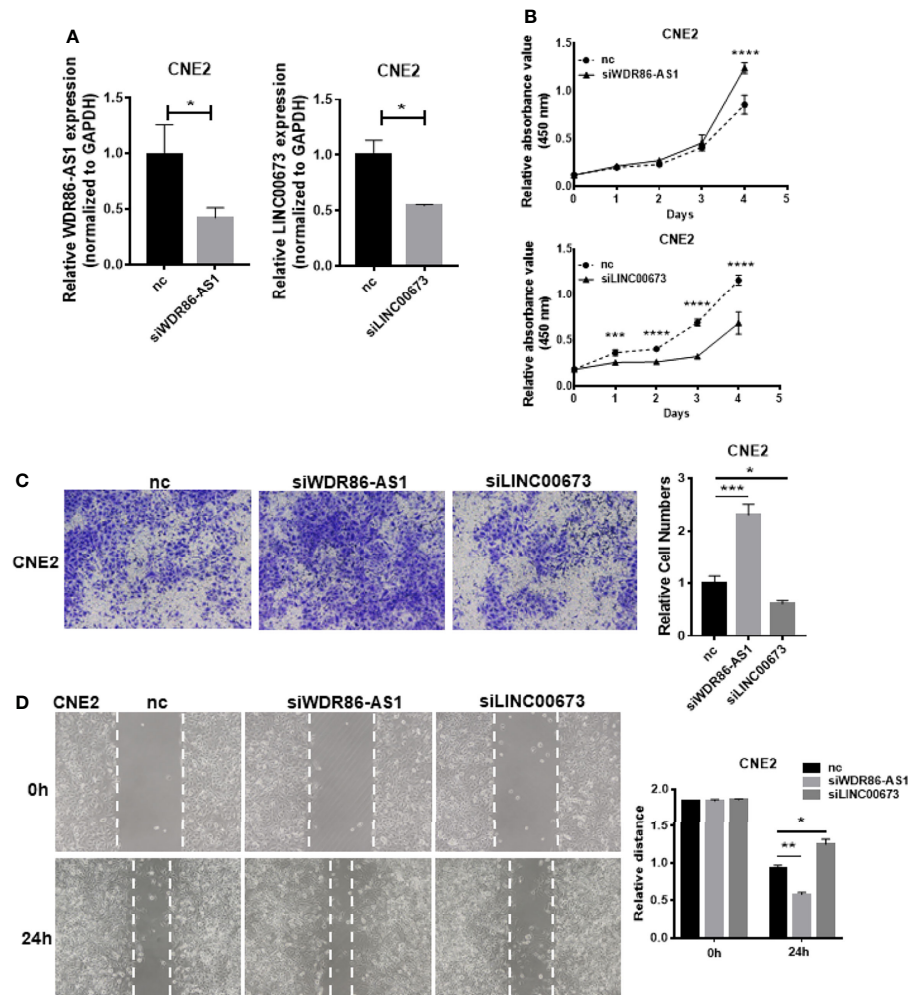 A
CNE2
Relative WDR86-AS1 expression
(normalized to GAPDH)
1.5
1.0
0.5
0.0
*
nc
siWDR86-AS1
CNE2
Relative LINC00673 expression
(normalized to GAPDH)
1.5
1.0
0.5
0.0
*
nc
siLINC00673
B
CNE2
Relative absorbance value
(450 nm)
1.5
1.0
0.5
0.0
nc
siWDR86-AS1
****
0 1 2 3 4 5
Days
CNE2
Relative absorbance value
(450 nm)
1.5
1.0
0.5
0.0
nc
siLINC00673
*** **** **** ****
0 1 2 3 4 5
Days
C
nc siWDR86-AS1 siLINC00673
CNE2
CNE2
Relative Cell Numbers
3
2
1
0
*
***
nc
siWDR86-AS1
siLINC00673
D
CNE2 nc siWDR86-AS1 siLINC00673
0h
24h
CNE2
nc
siWDR86-AS1
siLINC00673
Relative distance
2.0
1.5
1.0
0.5
0.0
*
**
0h 24h